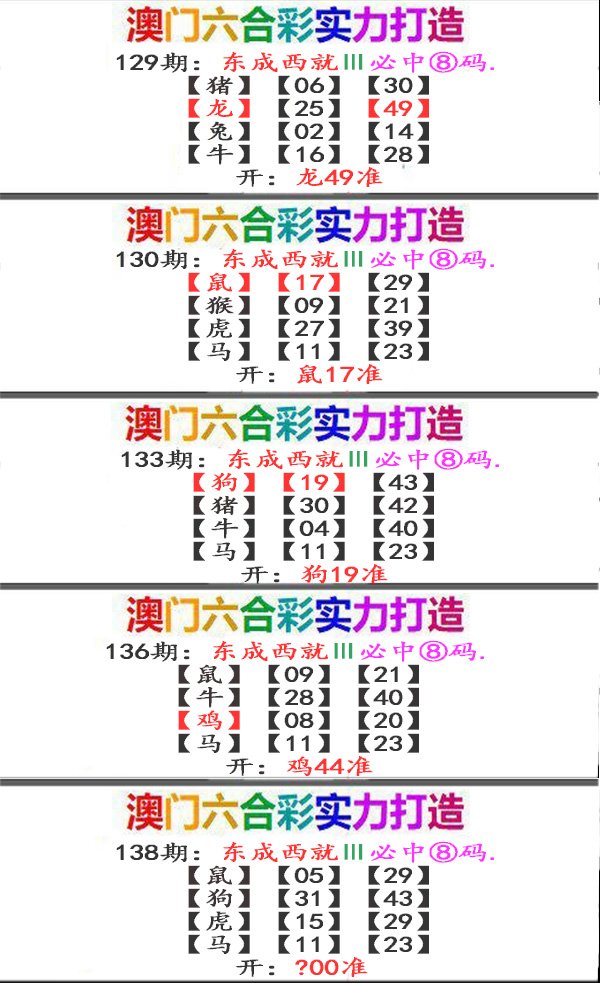 澳门六合彩实力打造
129期：东成西就III必中⑧码.
【猪】【06】【30】
【龙】【25】【49】
【兔】【02】【14】
【牛】【16】【28】
开：龙49准
澳门六合彩实力打造
130期：东成西就III必中⑧码.
【鼠】【17】【29】
【猴】【09】【21】
【虎】【27】【39】
【马】【11】【23】
开：鼠17准
澳门六合彩实力打造
133期：东成西就III必中⑧码.
【狗】【19】【43】
【猪】【30】【42】
【牛】【04】【40】
【马】【11】【23】
开：狗19准
澳门六合彩实力打造
136期：东成西就III必中⑧码.
【鼠】【09】【21】
【牛】【28】【40】
【鸡】【08】【20】
【马】【11】【23】
开：鸡44准
澳门六合彩实力打造
138期：东成西就III必中⑧码.
【鼠】【05】【29】
【狗】【31】【43】
【虎】【15】【29】
【马】【11】【23】
开：?00准